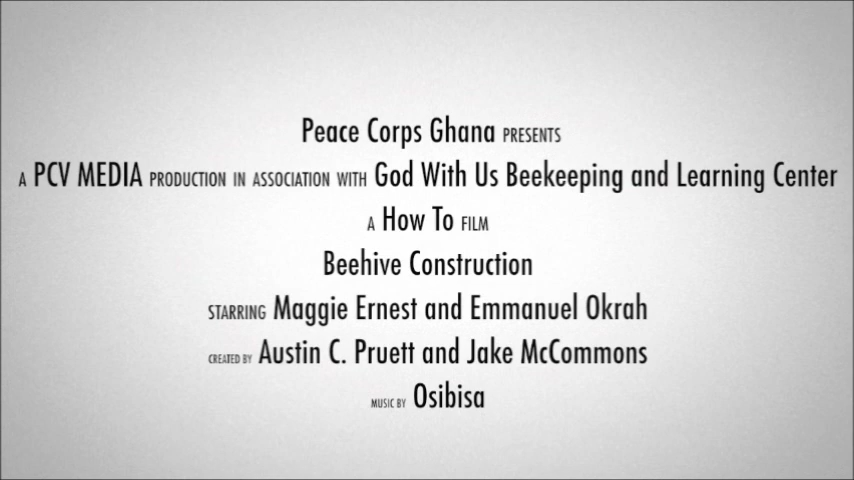 Peace Corps Ghana PRESENTS
A PCV MEDIA PRODUCTION IN ASSOCIATION WITH God With Us Beekeeping and Learning Center
A How To FILM
Beehive Construction
STARRING Maggie Ernest and Emmanuel Okrah
CREATED BY Austin C. Pruett and Jake McCommons
MUSIC BY Osibisa